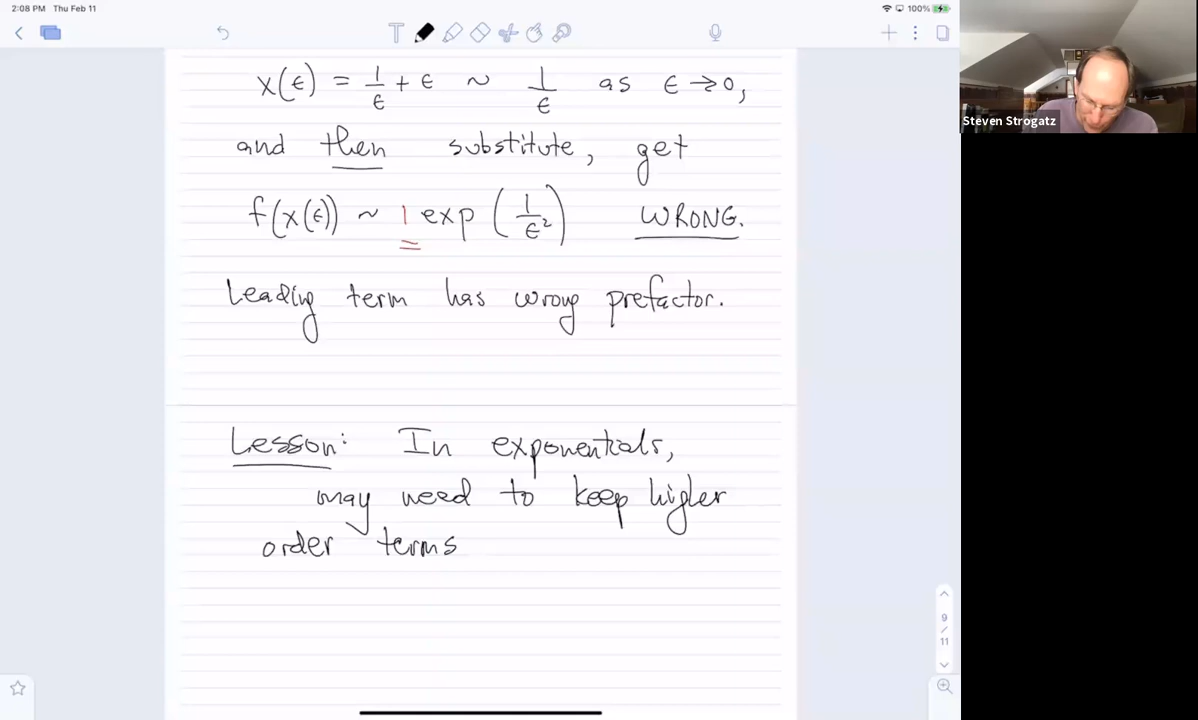 2:08 PM Thu Feb 11
100%
x(ϵ) = 1/ϵ + ϵ ~ 1/ϵ as ϵ → 0,
and then substitute, get
f(x(ϵ)) ~ 1 exp (1/ϵ²) WRONG.
Leading term has wrong prefactor.
Lesson: In exponentials,
may need to keep higher
order terms
9
/
11
Steven Strogatz